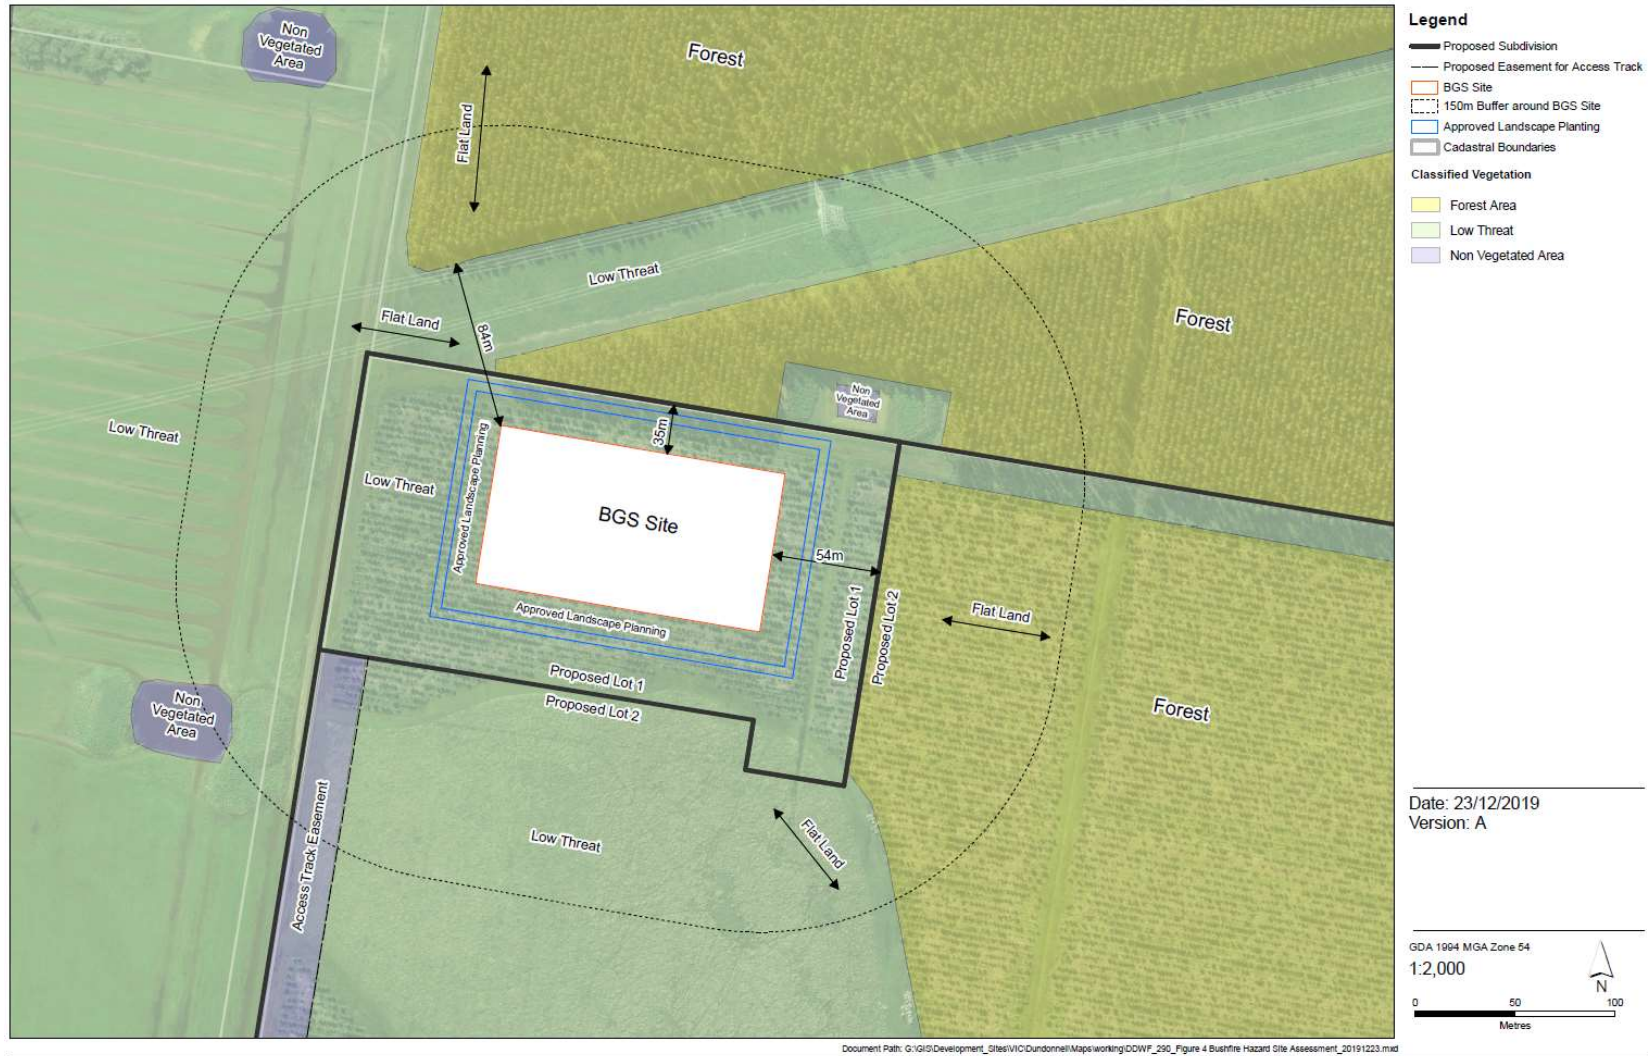 Non
Vegetated
Area
Forest
Flat Land
Low Threat
Flat Land
84m
Forest
Non
Vegetated
Area
35m
Low Threat
Low Threat
Approved Landscape Planning
BGS Site
54m
Approved Landscape Planning
Proposed Lot 1
Proposed Lot 2
Flat Land
Proposed Lot 1
Proposed Lot 2
Forest
Non
Vegetated
Area
Access Track Easement
Low Threat
Flat Land
Legend
Proposed Subdivision
Proposed Easement for Access Track
BGS Site
150m Buffer around BGS Site
Approved Landscape Planting
Cadastral Boundaries
Classified Vegetation
Forest Area
Low Threat
Non Vegetated Area
Date: 23/12/2019
Version: A
GDA 1994 MGA Zone 54
1:2,000
N
0 50 100
Metres
Document Path: G:\GIS\Development_Sites\VIC\Dundonnell\Maps\working\DDWF_290_Figure 4 Bushfire Hazard Site Assessment_20191223.mxd